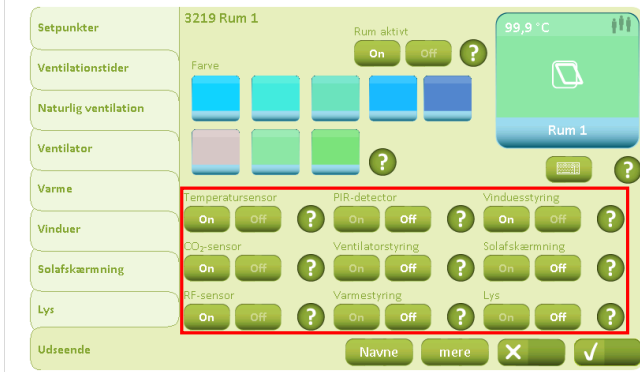 3219 Rum 1
Setpunkter
Ventilationstider
Naturlig ventilation
Ventilator
Varme
Vinduer
Solafskærmning
Lys
Udseende
Rum aktivt
On Off ?
Farve
?
99,9 °C
Rum 1
?
Temperatursensor PIR-detector Vinduesstyring
On Off ? On Off ? On Off ?
CO₂-sensor Ventilatorstyring Solafskærmning
On Off ? On Off ? On Off ?
RF-sensor Varmestyring Lys
On Off ? On Off ? On Off ?
Navne mere